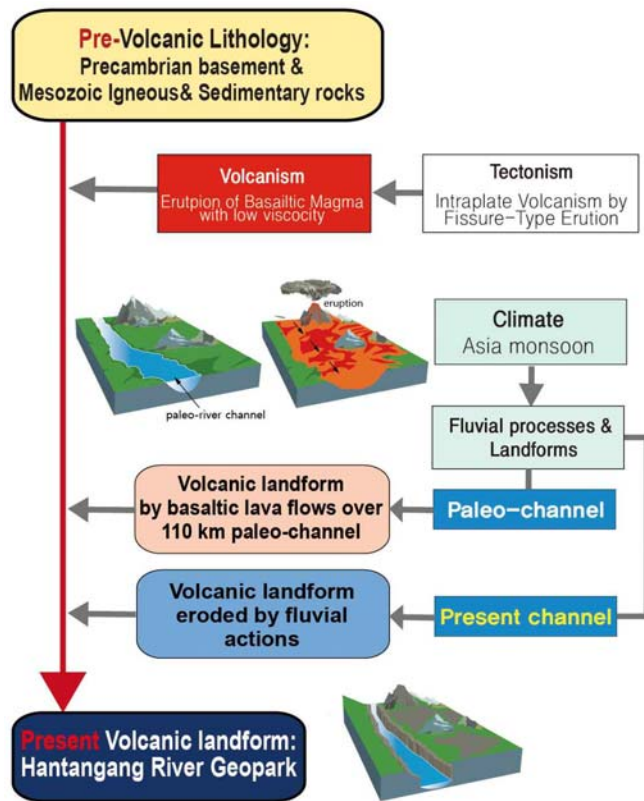 Pre-Volcanic Lithology:
Precambrian basement &
Mesozoic Igneous& Sedimentary rocks
Volcanism
Erutpion of Basailtic Magma
with low viscocity
Tectonism
Intraplate Volcanism by
Fissure-Type Erution
eruption
paleo-river channel
Climate
Asia monsoon
Fluvial processes &
Landforms
Volcanic landform
by basaltic lava flows over
110 km paleo-channel
Paleo-channel
Volcanic landform
eroded by fluvial
actions
Present channel
Present Volcanic landform:
Hantangang River Geopark